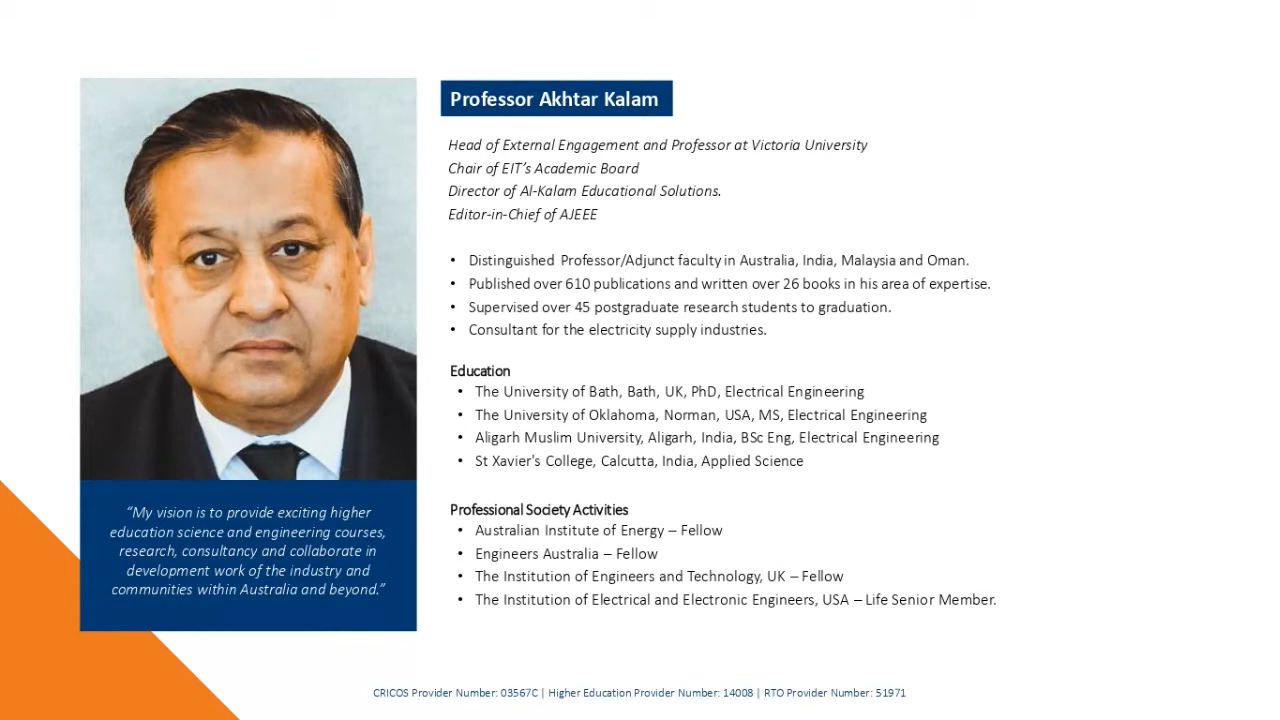 Professor Akhtar Kalam
Head of External Engagement and Professor at Victoria University
Chair of EIT’s Academic Board
Director of Al-Kalam Educational Solutions.
Editor-in-Chief of AJEEE
• Distinguished Professor/Adjunct faculty in Australia, India, Malaysia and Oman.
• Published over 610 publications and written over 26 books in his area of expertise.
• Supervised over 45 postgraduate research students to graduation.
• Consultant for the electricity supply industries.
Education
• The University of Bath, Bath, UK, PhD, Electrical Engineering
• The University of Oklahoma, Norman, USA, MS, Electrical Engineering
• Aligarh Muslim University, Aligarh, India, BSc Eng, Electrical Engineering
• St Xavier's College, Calcutta, India, Applied Science
Professional Society Activities
• Australian Institute of Energy – Fellow
• Engineers Australia – Fellow
• The Institution of Engineers and Technology, UK – Fellow
• The Institution of Electrical and Electronic Engineers, USA – Life Senior Member.
“My vision is to provide exciting higher
education science and engineering courses,
research, consultancy and collaborate in
development work of the industry and
communities within Australia and beyond.”
CRICOS Provider Number: 03567C | Higher Education Provider Number: 14008 | RTO Provider Number: 51971